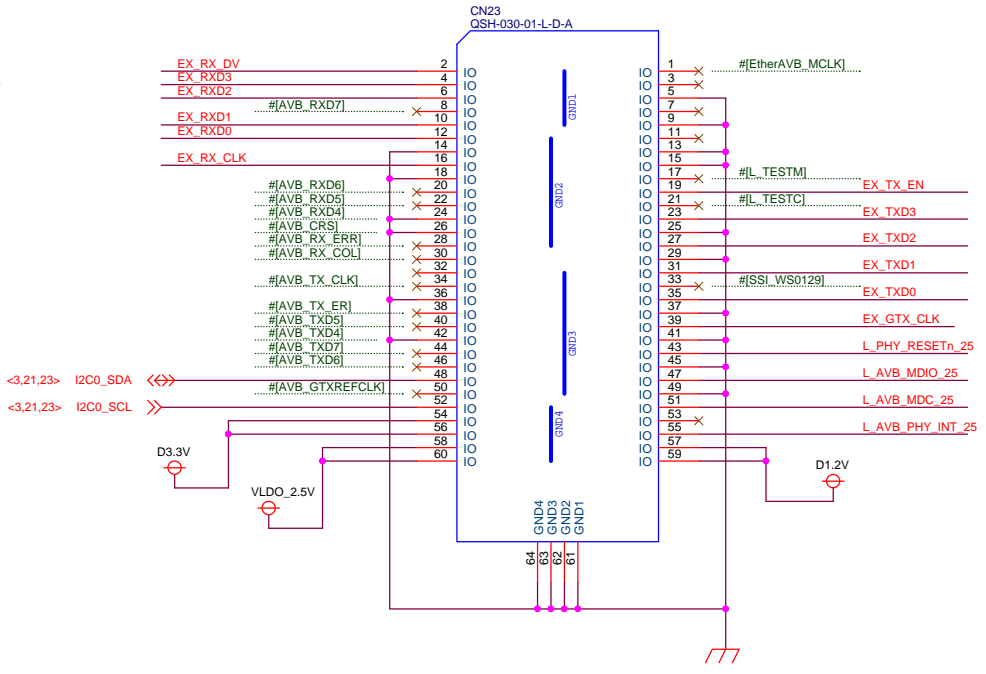 CN23
QSH-030-01-L-D-A
EX_RX_DV 2 IO
EX_RXD3 4 IO
EX_RXD2 6 IO
#[AVB_RXD7] 8 IO
EX_RXD1 10 IO
EX_RXD0 12 IO
14 IO
EX_RX_CLK 16 IO
18 IO
#[AVB_RXD6] 20 IO
#[AVB_RXD5] 22 IO
#[AVB_RXD4] 24 IO
#[AVB_CRS] 26 IO
#[AVB_RX_ERR] 28 IO
#[AVB_RX_COL] 30 IO
32 IO
#[AVB_TX_CLK] 34 IO
36 IO
#[AVB_TX_ER] 38 IO
#[AVB_TXD5] 40 IO
#[AVB_TXD4] 42 IO
#[AVB_TXD7] 44 IO
#[AVB_TXD6] 46 IO
<3,21,23> I2C0_SDA 48 IO
#[AVB_GTXREFCLK] 50 IO
<3,21,23> I2C0_SCL 52 IO
54 IO
56 IO
58 IO
60 IO
D3.3V
VLDO_2.5V
GND1
GND2
GND3
GND4
IO 1 #[EtherAVB_MCLK]
IO 3
IO 5
IO 7
IO 9
IO 11
IO 13
IO 15
IO 17 #[L_TESTM]
IO 19 EX_TX_EN
IO 21 #[L_TESTC]
IO 23 EX_TXD3
IO 25
IO 27 EX_TXD2
IO 29
IO 31 EX_TXD1
IO 33 #[SSI_WS0129]
IO 35 EX_TXD0
IO 37
IO 39 EX_GTX_CLK
IO 41
IO 43 L_PHY_RESETn_25
IO 45
IO 47 L_AVB_MDIO_25
IO 49
IO 51 L_AVB_MDC_25
IO 53
IO 55 L_AVB_PHY_INT_25
IO 57
IO 59
D1.2V
GND4 GND3 GND2 GND1
64 63 62 61